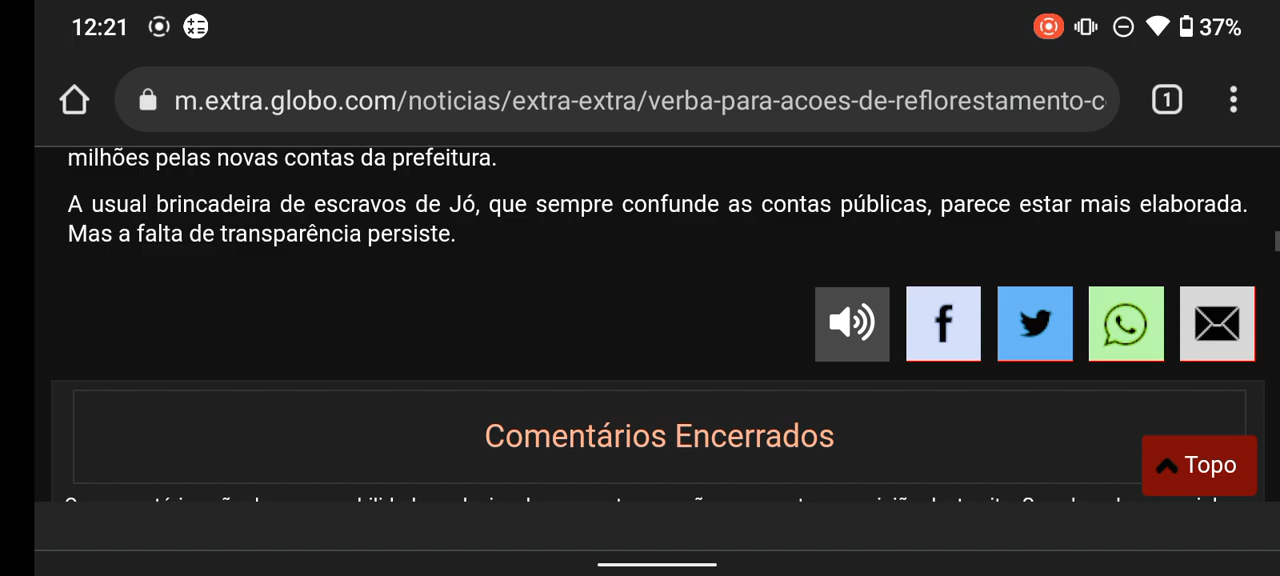 12:21
37%
m.extra.globo.com/noticias/extra-extra/verba-para-acoes-de-reflorestamento-c
1
milhões pelas novas contas da prefeitura.
A usual brincadeira de escravos de Jó, que sempre confunde as contas públicas, parece estar mais elaborada.
Mas a falta de transparência persiste.
Comentários Encerrados
Topo